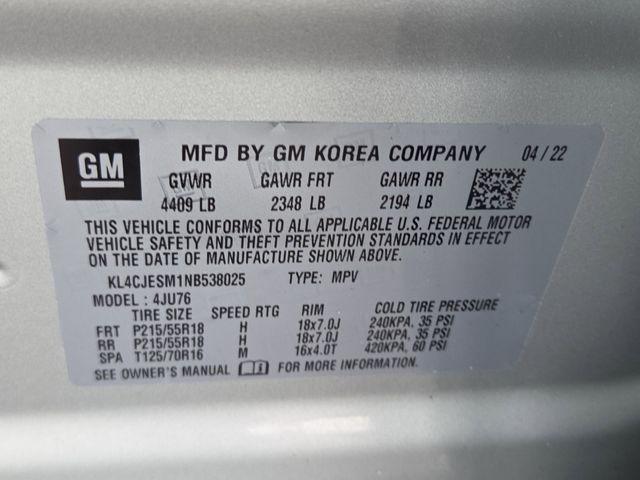 GM MFD BY GM KOREA COMPANY 04 / 22
GVWR GAWR FRT GAWR RR
4409 LB 2348 LB 2194 LB
THIS VEHICLE CONFORMS TO ALL APPLICABLE U.S. FEDERAL MOTOR
VEHICLE SAFETY AND THEFT PREVENTION STANDARDS IN EFFECT
ON THE DATE OF MANUFACTURE SHOWN ABOVE.
KL4CJESM1NB538025 TYPE: MPV
MODEL : 4JU76
TIRE SIZE SPEED RTG RIM COLD TIRE PRESSURE
FRT P215/55R18 H 18x7.0J 240KPA, 35 PSI
RR P215/55R18 H 18x7.0J 240KPA, 35 PSI
SPA T125/70R16 M 16x4.0T 420KPA, 60 PSI
SEE OWNER'S MANUAL FOR MORE INFORMATION.